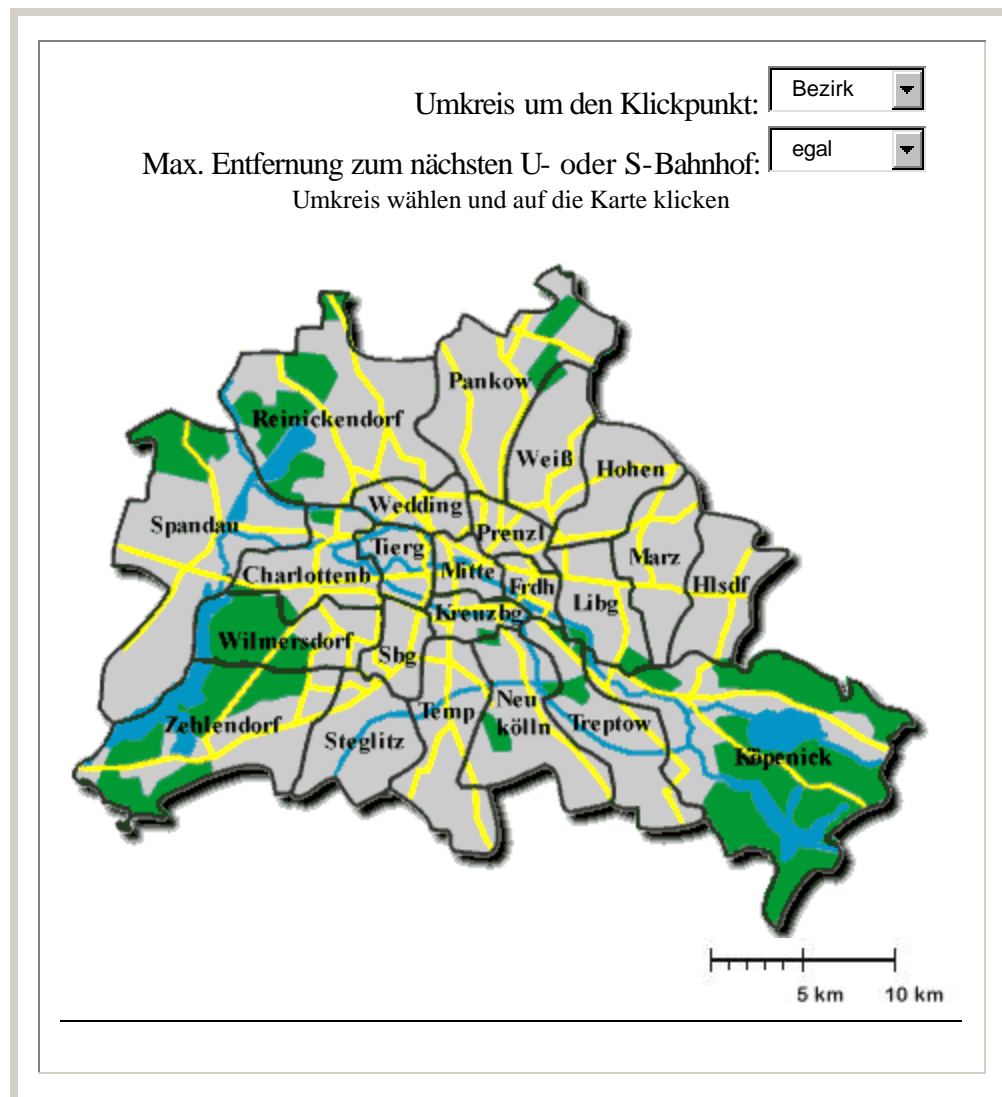 Umkreis um den Klickpunkt: Bezirk
Max. Entfernung zum nächsten U- oder S-Bahnhof: egal
Umkreis wählen und auf die Karte klicken
Pankow
Reinickendorf
Weiß
Hohen
Wedding
Spandau
Prenzl
Tierg
Marz
Charlottenb
Mitte
Frdh
Hlsdf
Libg
Kreuzbg
Wilmersdorf
Sbg
Neu
kölln
Temp
Zehlendorf
Treptow
Steglitz
Köpenick
5 km 10 km